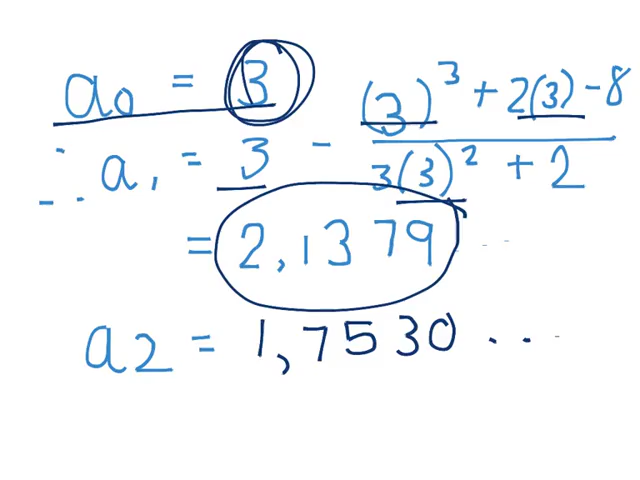 a₀ = 3
∴ a₁ = 3 - ((3)³ + 2(3) - 8) / (3(3)² + 2)
= 2,1379 ...
a2 = 1,7530 ...